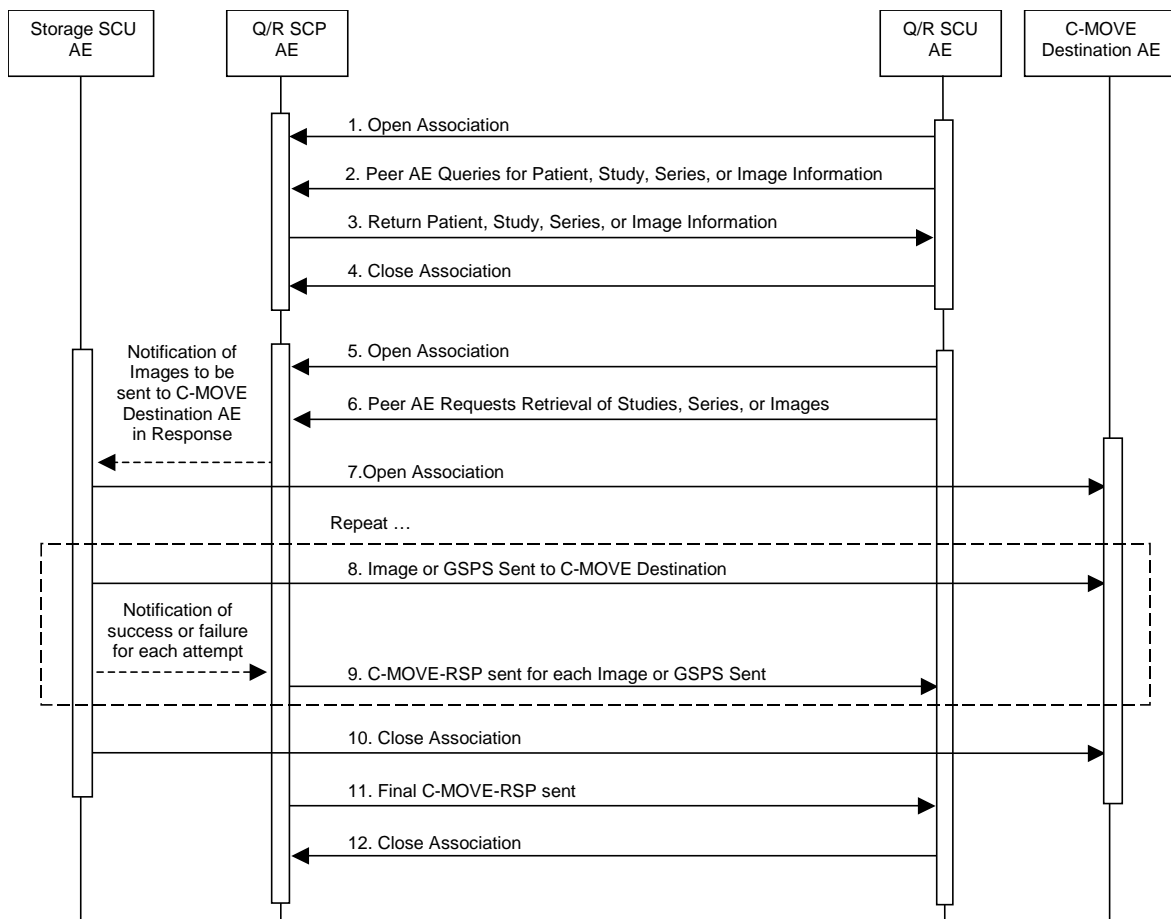 Storage SCU
AE
Q/R SCP
AE
Q/R SCU
AE
C-MOVE
Destination AE
1. Open Association
2. Peer AE Queries for Patient, Study, Series, or Image Information
3. Return Patient, Study, Series, or Image Information
4. Close Association
Notification of
Images to be
sent to C-MOVE
Destination AE
in Response
5. Open Association
6. Peer AE Requests Retrieval of Studies, Series, or Images
7.Open Association
Repeat …
8. Image or GSPS Sent to C-MOVE Destination
Notification of
success or failure
for each attempt
9. C-MOVE-RSP sent for each Image or GSPS Sent
10. Close Association
11. Final C-MOVE-RSP sent
12. Close Association